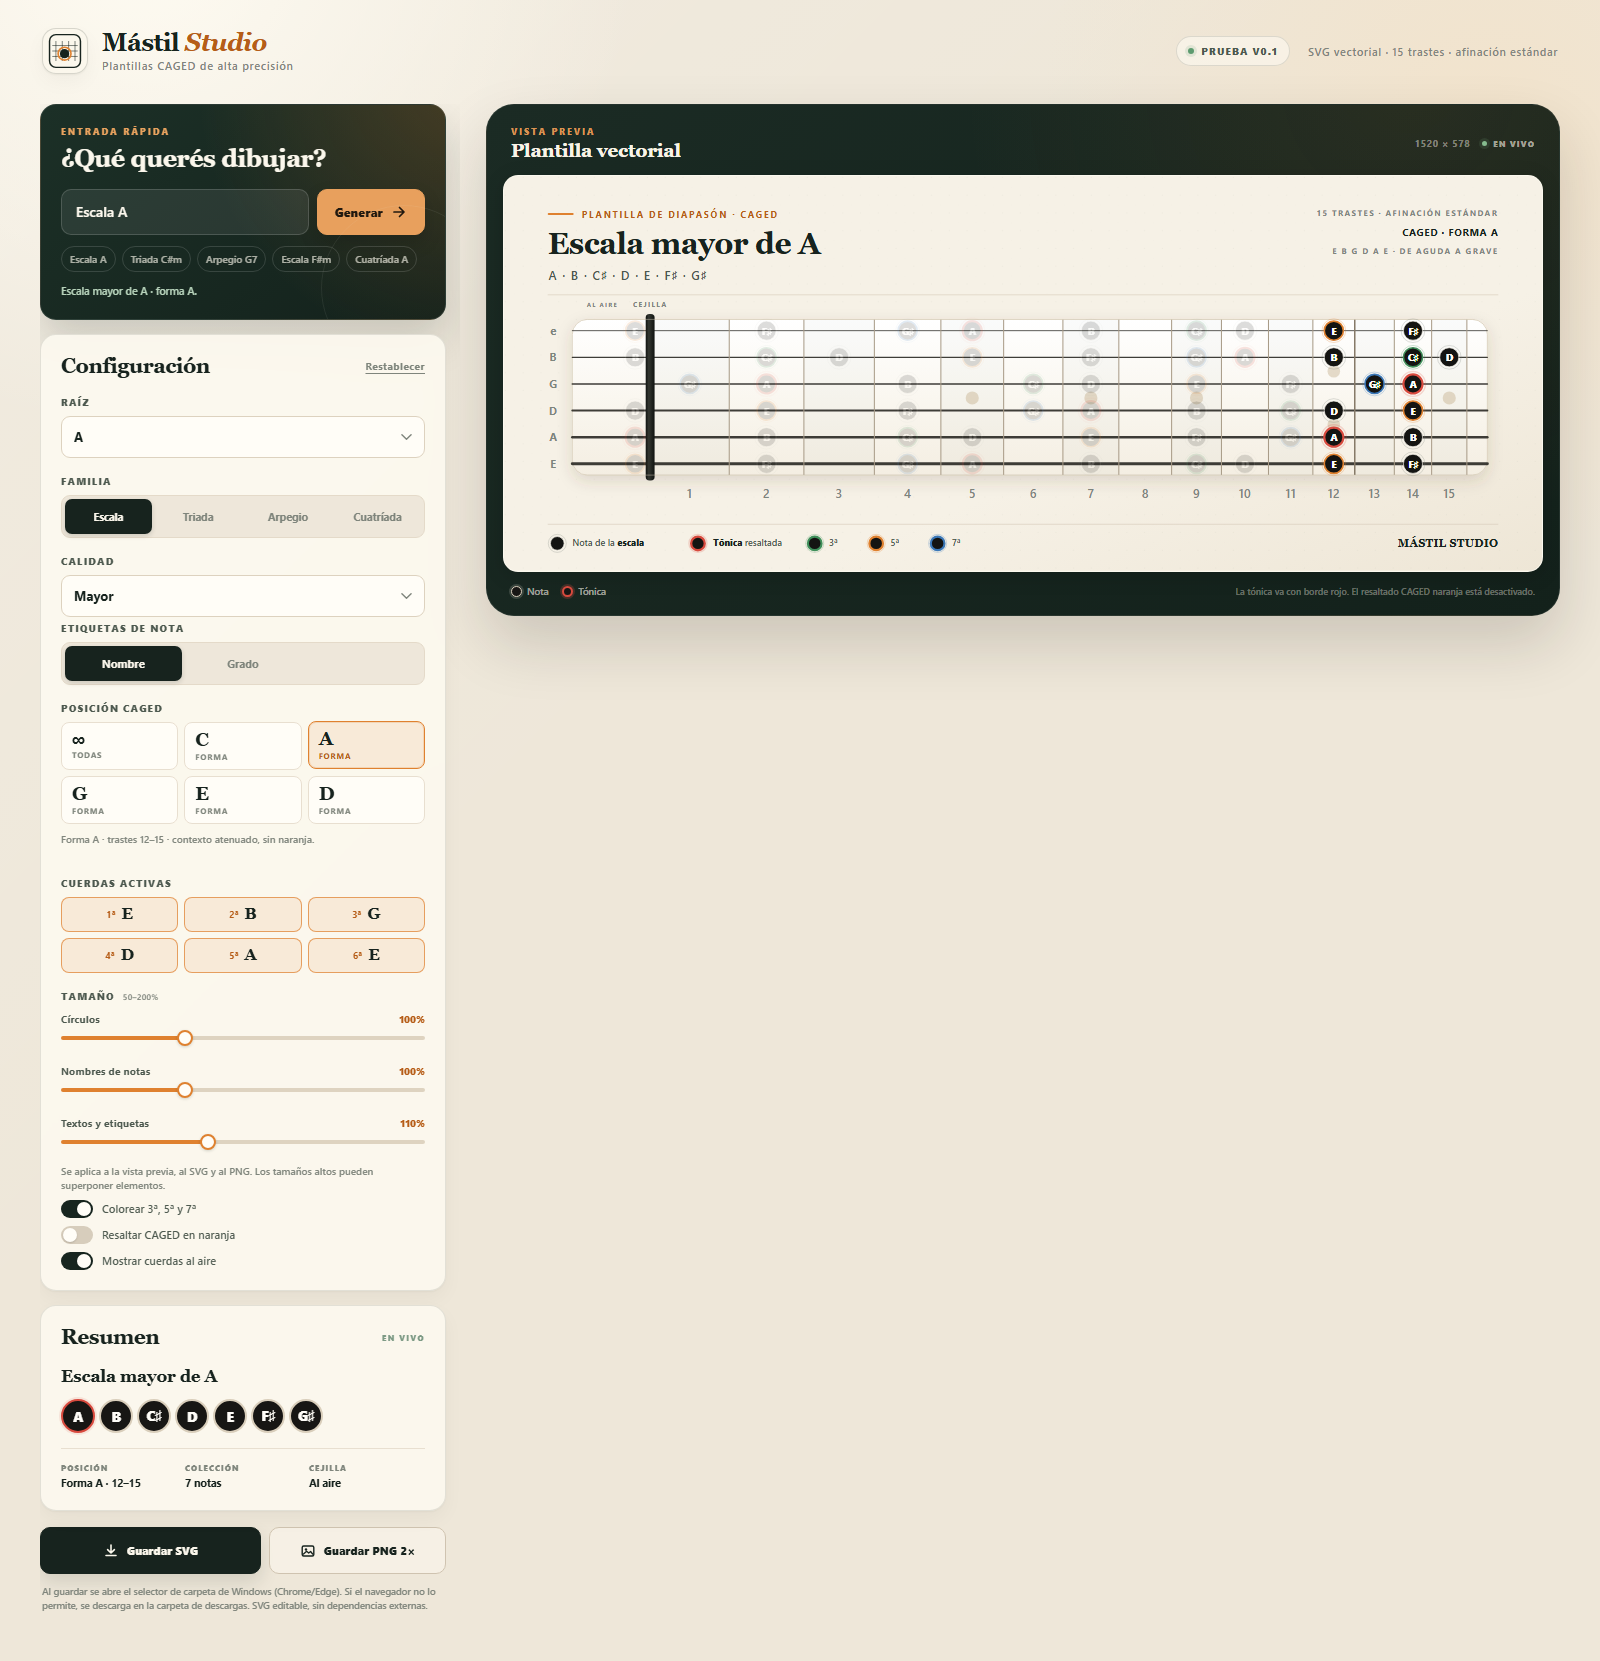 Mástil Studio
Plantillas CAGED de alta precisión
PRUEBA V0.1
SVG vectorial · 15 trastes · afinación estándar
ENTRADA RÁPIDA
¿Qué querés dibujar?
Escala A
Generar
Escala A
Triada C#m
Arpegio G7
Escala F#m
Cuatríada A
Escala mayor de A · forma A.
Configuración
Restablecer
RAÍZ
A
FAMILIA
Escala
Triada
Arpegio
Cuatríada
CALIDAD
Mayor
ETIQUETAS DE NOTA
Nombre
Grado
POSICIÓN CAGED
∞
TODAS
C
FORMA
A
FORMA
G
FORMA
E
FORMA
D
FORMA
Forma A · trastes 12–15 · contexto atenuado, sin naranja.
CUERDAS ACTIVAS
1ª E
2ª B
3ª G
4ª D
5ª A
6ª E
TAMAÑO 50–200%
Círculos 100%
Nombres de notas 100%
Textos y etiquetas 110%
Se aplica a la vista previa, al SVG y al PNG. Los tamaños altos pueden
superponer elementos.
Colorear 3ª, 5ª y 7ª
Resaltar CAGED en naranja
Mostrar cuerdas al aire
Resumen
EN VIVO
Escala mayor de A
A B C♯ D E F♯ G♯
POSICIÓN
Forma A · 12–15
COLECCIÓN
7 notas
CEJILLA
Al aire
Guardar SVG
Guardar PNG 2×
Al guardar se abre el selector de carpeta de Windows (Chrome/Edge). Si el navegador no lo
permite, se descarga en la carpeta de descargas. SVG editable, sin dependencias externas.
VISTA PREVIA
Plantilla vectorial
1520 × 578
EN VIVO
PLANTILLA DE DIAPASÓN · CAGED
Escala mayor de A
A · B · C♯ · D · E · F♯ · G♯
15 TRASTES · AFINACIÓN ESTÁNDAR
CAGED · FORMA A
E B G D A E · DE AGUDA A GRAVE
AL AIRE
CEJILLA
e E F♯ G♯ A B C♯ D E F♯
B B C♯ D E F♯ G♯ A B C♯ D
G G♯ A B C♯ D E F♯ G♯ A
D D E F♯ G♯ A B C♯ D E
A A B C♯ D E F♯ G♯ A B
E E F♯ G♯ A B C♯ D E F♯
1 2 3 4 5 6 7 8 9 10 11 12 13 14 15
Nota de la escala
Tónica resaltada
3ª
5ª
7ª
MÁSTIL STUDIO
Nota
Tónica
La tónica va con borde rojo. El resaltado CAGED naranja está desactivado.